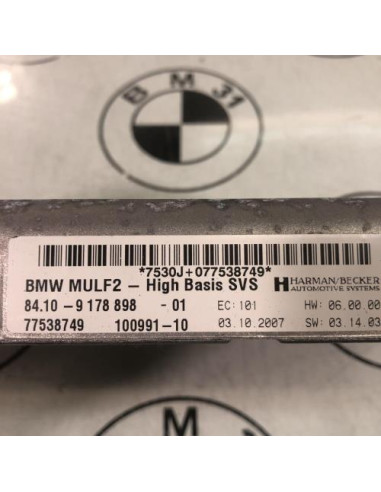 BM 31
*7530J+077538749*
BMW MULF2 – High Basis SVS HARMAN/BECKER
AUTOMOTIVE SYSTEMS
84.10 – 9 178 898 – 01 EC: 101 HW: 06.00 00
77538749 100991-10 03.10.2007 SW: 03.14 03